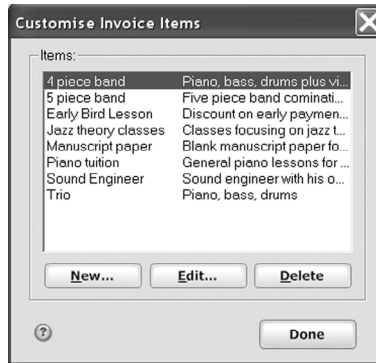 Customise Invoice Items
Items:
4 piece band Piano, bass, drums plus vi...
5 piece band Five piece band cominati...
Early Bird Lesson Discount on early paymen...
Jazz theory classes Classes focusing on jazz t...
Manuscript paper Blank manuscript paper fo...
Piano tuition General piano lessons for ...
Sound Engineer Sound engineer with his o...
Trio Piano, bass, drums
New... Edit... Delete
? Done